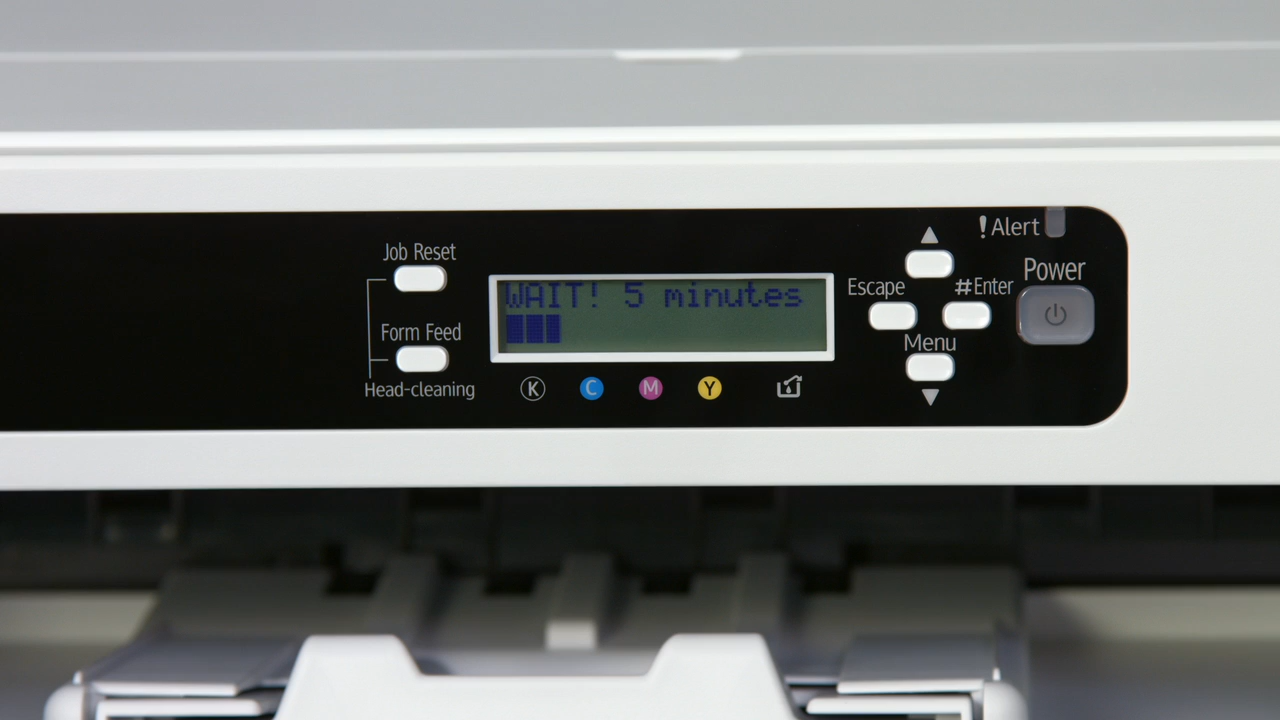 !Alert
Job Reset
Power
WAIT! 5 minutes
Escape
#Enter
Form Feed
Menu
Head-cleaning
K C M Y